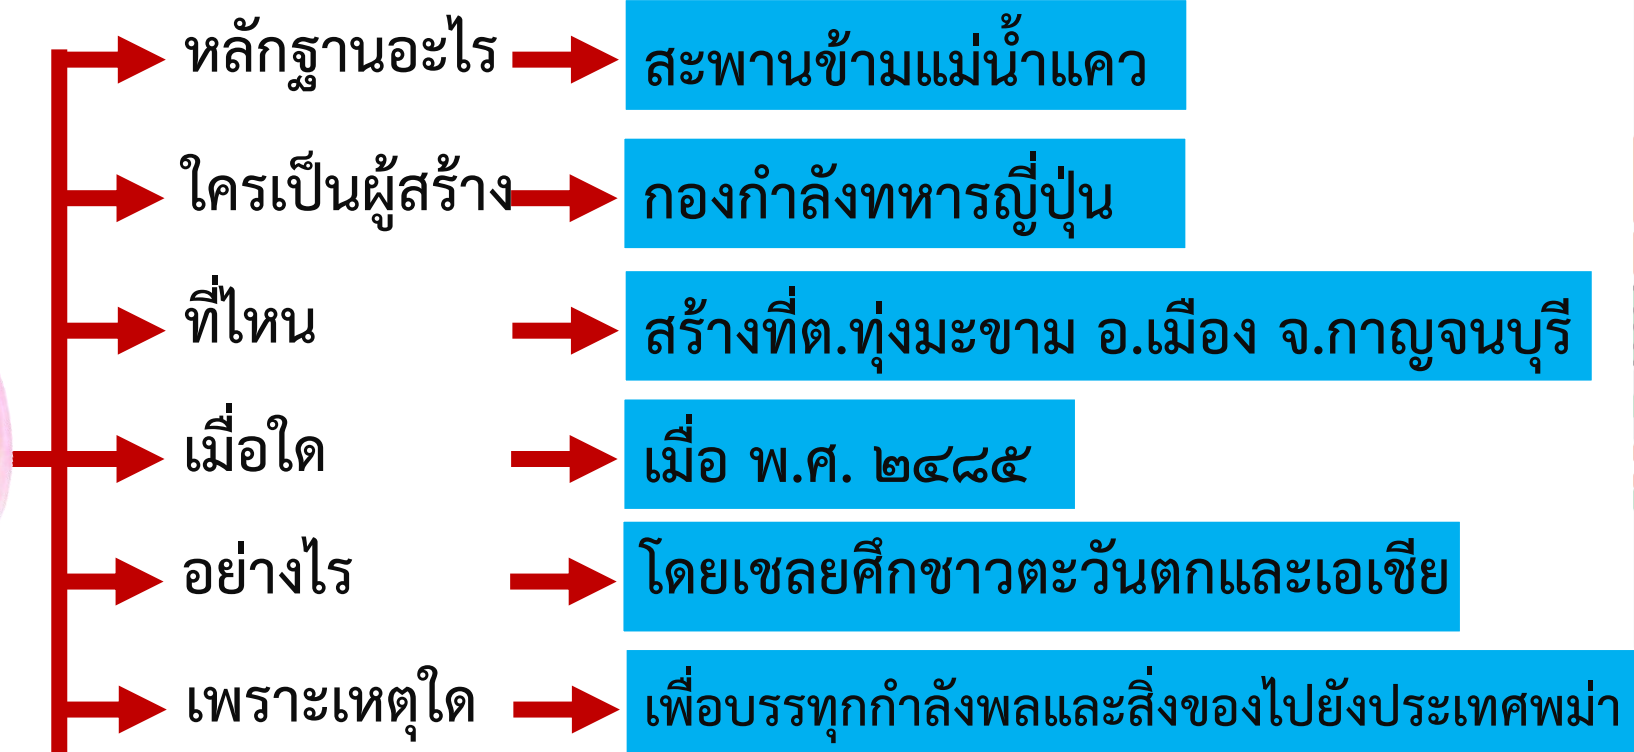 หลักฐานอะไร สะพานข้ามแม่น้ำแคว
ใครเป็นผู้สร้าง กองกำลังทหารญี่ปุ่น
ที่ไหน สร้างที่ต.ทุ่งมะขาม อ.เมือง จ.กาญจนบุรี
เมื่อใด เมื่อ พ.ศ. ๒๔๘๕
อย่างไร โดยเชลยศึกชาวตะวันตกและเอเชีย
เพราะเหตุใด เพื่อบรรทุกกำลังพลและสิ่งของไปยังประเทศพม่า